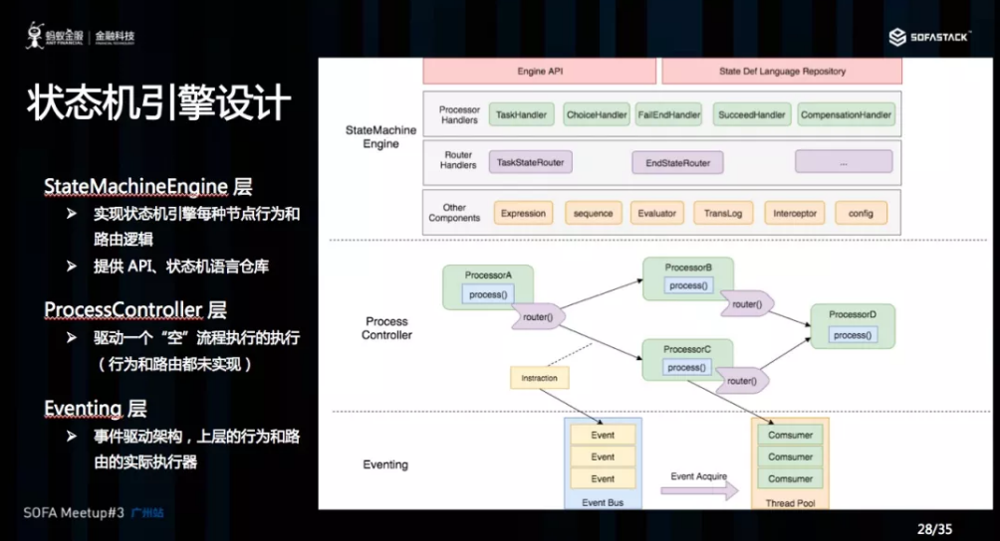 蚂蚁金服
ANT FINANCIAL
金融科技
FINANCIAL TECHNOLOGY
SOFASTACK
状态机引擎设计
StateMachineEngine 层
实现状态机引擎每种节点行为和
路由逻辑
提供 API、状态机语言仓库
ProcessController 层
驱动一个“空”流程执行的执行
(行为和路由都未实现)
Eventing 层
事件驱动架构,上层的行为和路
由的实际执行器
Engine API
State Def Language Repository
StateMachine
Engine
Processor
Handlers
TaskHandler
ChoiceHandler
FailEndHandler
SucceedHandler
CompensationHandler
Router
Handlers
TaskStateRouter
EndStateRouter
...
Other
Components
Expression
sequence
Evaluator
TransLog
Interceptor
config
Process
Controller
ProcessorA
process()
router()
ProcessorB
process()
router()
ProcessorC
process()
router()
ProcessorD
process()
Instraction
Eventing
Event
Event
Event
Event Bus
Event Acquire
Comsumer
Comsumer
Comsumer
Thread Pool
SOFA Meetup#3 广州站
28/35